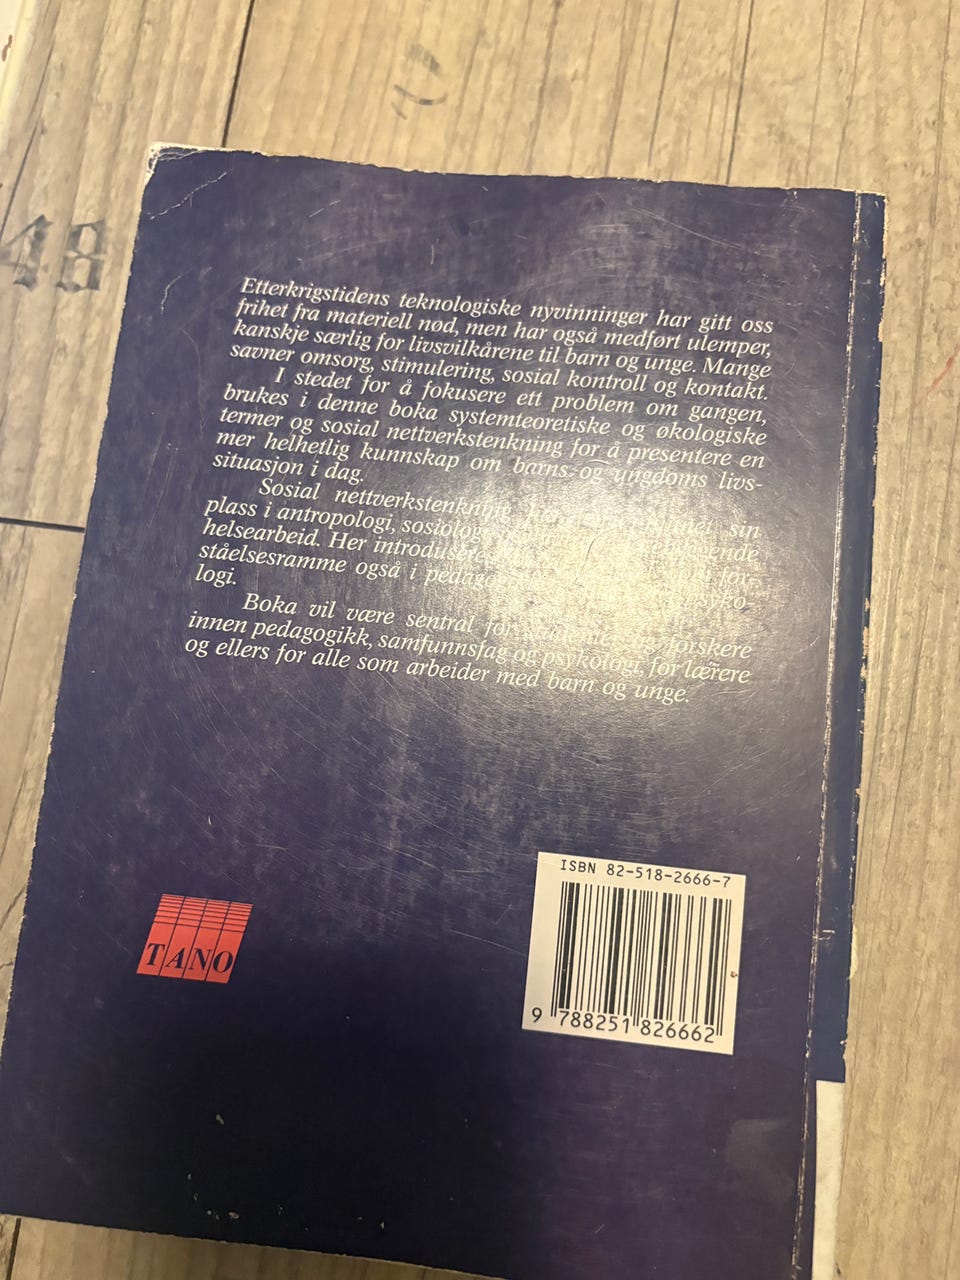 48
Etterkrigstidens teknologiske nyvinninger har gitt oss
frihet fra materiell nød, men har også medført ulemper,
kanskje særlig for livsvilkårene til barn og unge. Mange
savner omsorg, stimulering, sosial kontroll og kontakt.
I stedet for å fokusere ett problem om gangen,
brukes i denne boka systemteoretiske og økologiske
termer og sosial nettverkstenkning for å presentere en
mer helhetlig kunnskap om barns- og ungdoms livs-
situasjon i dag.
Sosial nettverkstenkning sin
plass i antropologi,
helsearbeid. Her introduseres
ståelsesramme også i
logi.
Boka vil være sentral for forskere
innen pedagogikk, samfunnsfag og psykologi, for lærere
og ellers for alle som arbeider med barn og unge.
ISBN 82-518-2666-7
9 788251 826662
TANO